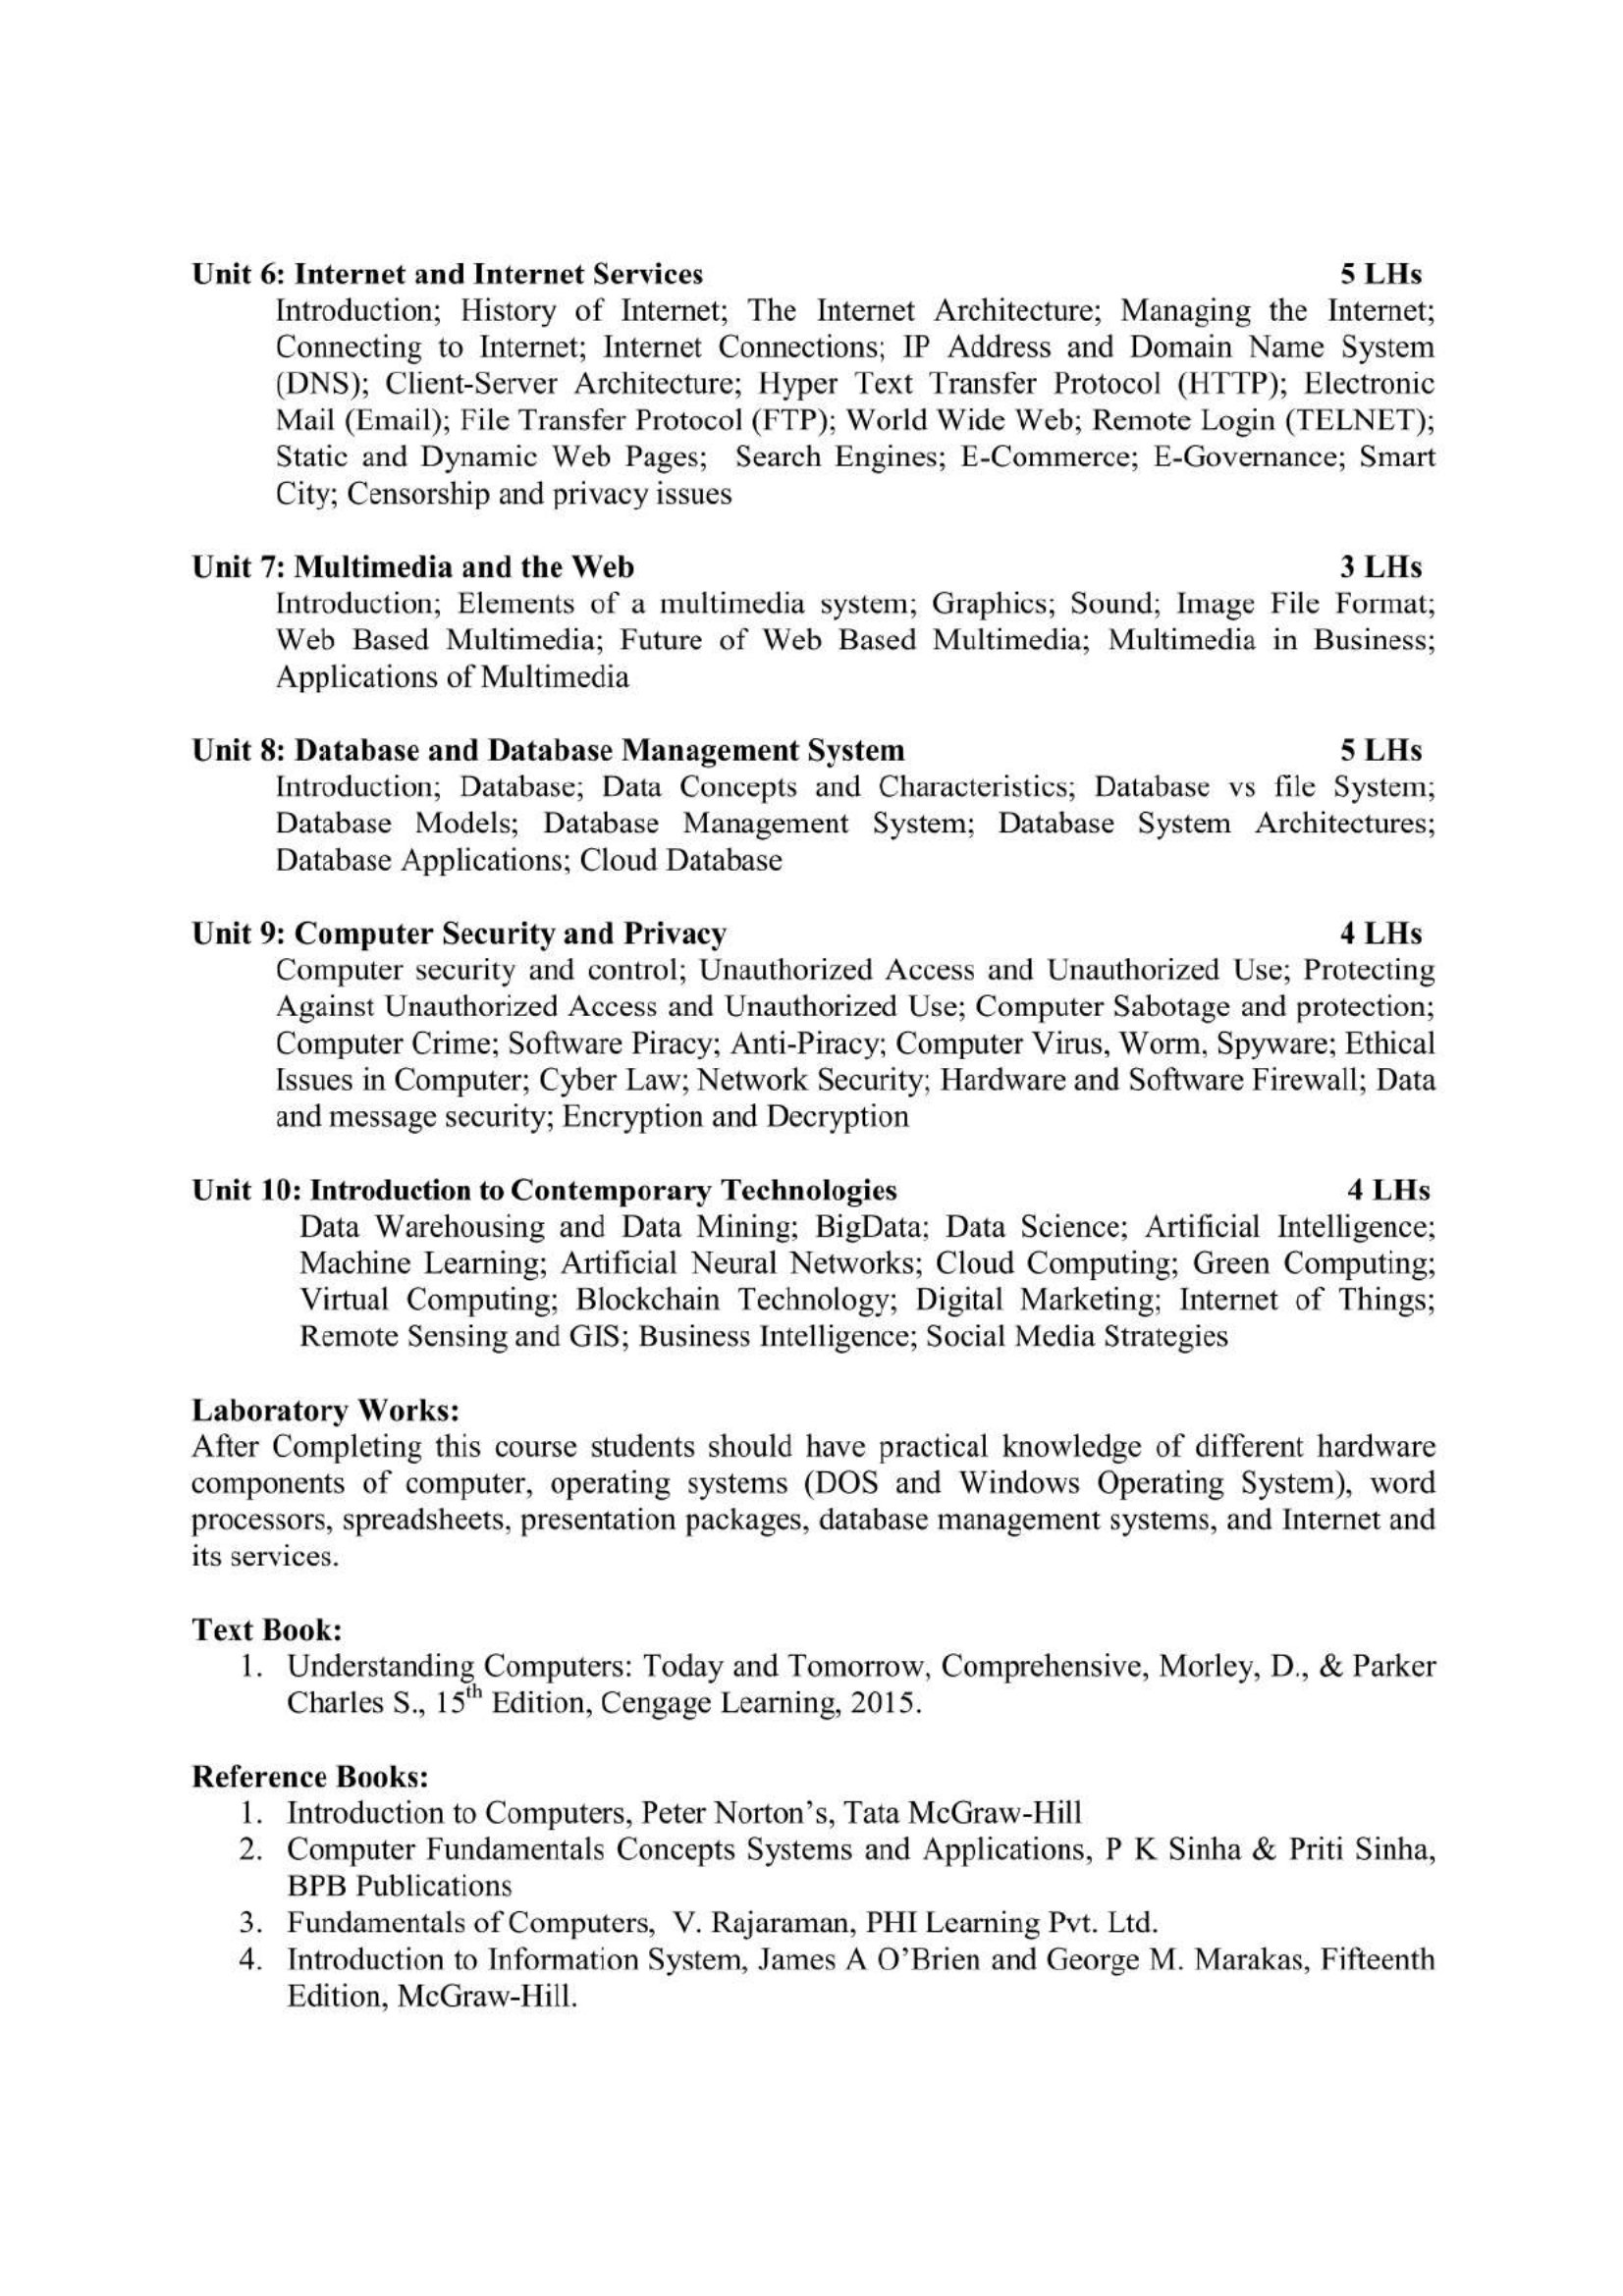 Unit 6: Internet and Internet Services 5 LHs
Introduction; History of Internet; The Internet Architecture; Managing the Internet;
Connecting to Internet; Internet Connections; IP Address and Domain Name System
(DNS); Client-Server Architecture; Hyper Text Transfer Protocol (HTTP); Electronic
Mail (Email); File Transfer Protocol (FTP); World Wide Web; Remote Login (TELNET);
Static and Dynamic Web Pages; Search Engines; E-Commerce; E-Governance; Smart
City; Censorship and privacy issues
Unit 7: Multimedia and the Web 3 LHs
Introduction; Elements of a multimedia system; Graphics; Sound; Image File Format;
Web Based Multimedia; Future of Web Based Multimedia; Multimedia in Business;
Applications of Multimedia
Unit 8: Database and Database Management System 5 LHs
Introduction; Database; Data Concepts and Characteristics; Database vs file System;
Database Models; Database Management System; Database System Architectures;
Database Applications; Cloud Database
Unit 9: Computer Security and Privacy 4 LHs
Computer security and control; Unauthorized Access and Unauthorized Use; Protecting
Against Unauthorized Access and Unauthorized Use; Computer Sabotage and protection;
Computer Crime; Software Piracy; Anti-Piracy; Computer Virus, Worm, Spyware; Ethical
Issues in Computer; Cyber Law; Network Security; Hardware and Software Firewall; Data
and message security; Encryption and Decryption
Unit 10: Introduction to Contemporary Technologies 4 LHs
Data Warehousing and Data Mining; BigData; Data Science; Artificial Intelligence;
Machine Learning; Artificial Neural Networks; Cloud Computing; Green Computing;
Virtual Computing; Blockchain Technology; Digital Marketing; Internet of Things;
Remote Sensing and GIS; Business Intelligence; Social Media Strategies
Laboratory Works:
After Completing this course students should have practical knowledge of different hardware
components of computer, operating systems (DOS and Windows Operating System), word
processors, spreadsheets, presentation packages, database management systems, and Internet and
its services.
Text Book:
1. Understanding Computers: Today and Tomorrow, Comprehensive, Morley, D., & Parker
Charles S., 15th Edition, Cengage Learning, 2015.
Reference Books:
1. Introduction to Computers, Peter Norton's, Tata McGraw-Hill
2. Computer Fundamentals Concepts Systems and Applications, P K Sinha & Priti Sinha,
BPB Publications
3. Fundamentals of Computers, V. Rajaraman, PHI Learning Pvt. Ltd.
4. Introduction to Information System, James A O'Brien and George M. Marakas, Fifteenth
Edition, McGraw-Hill.